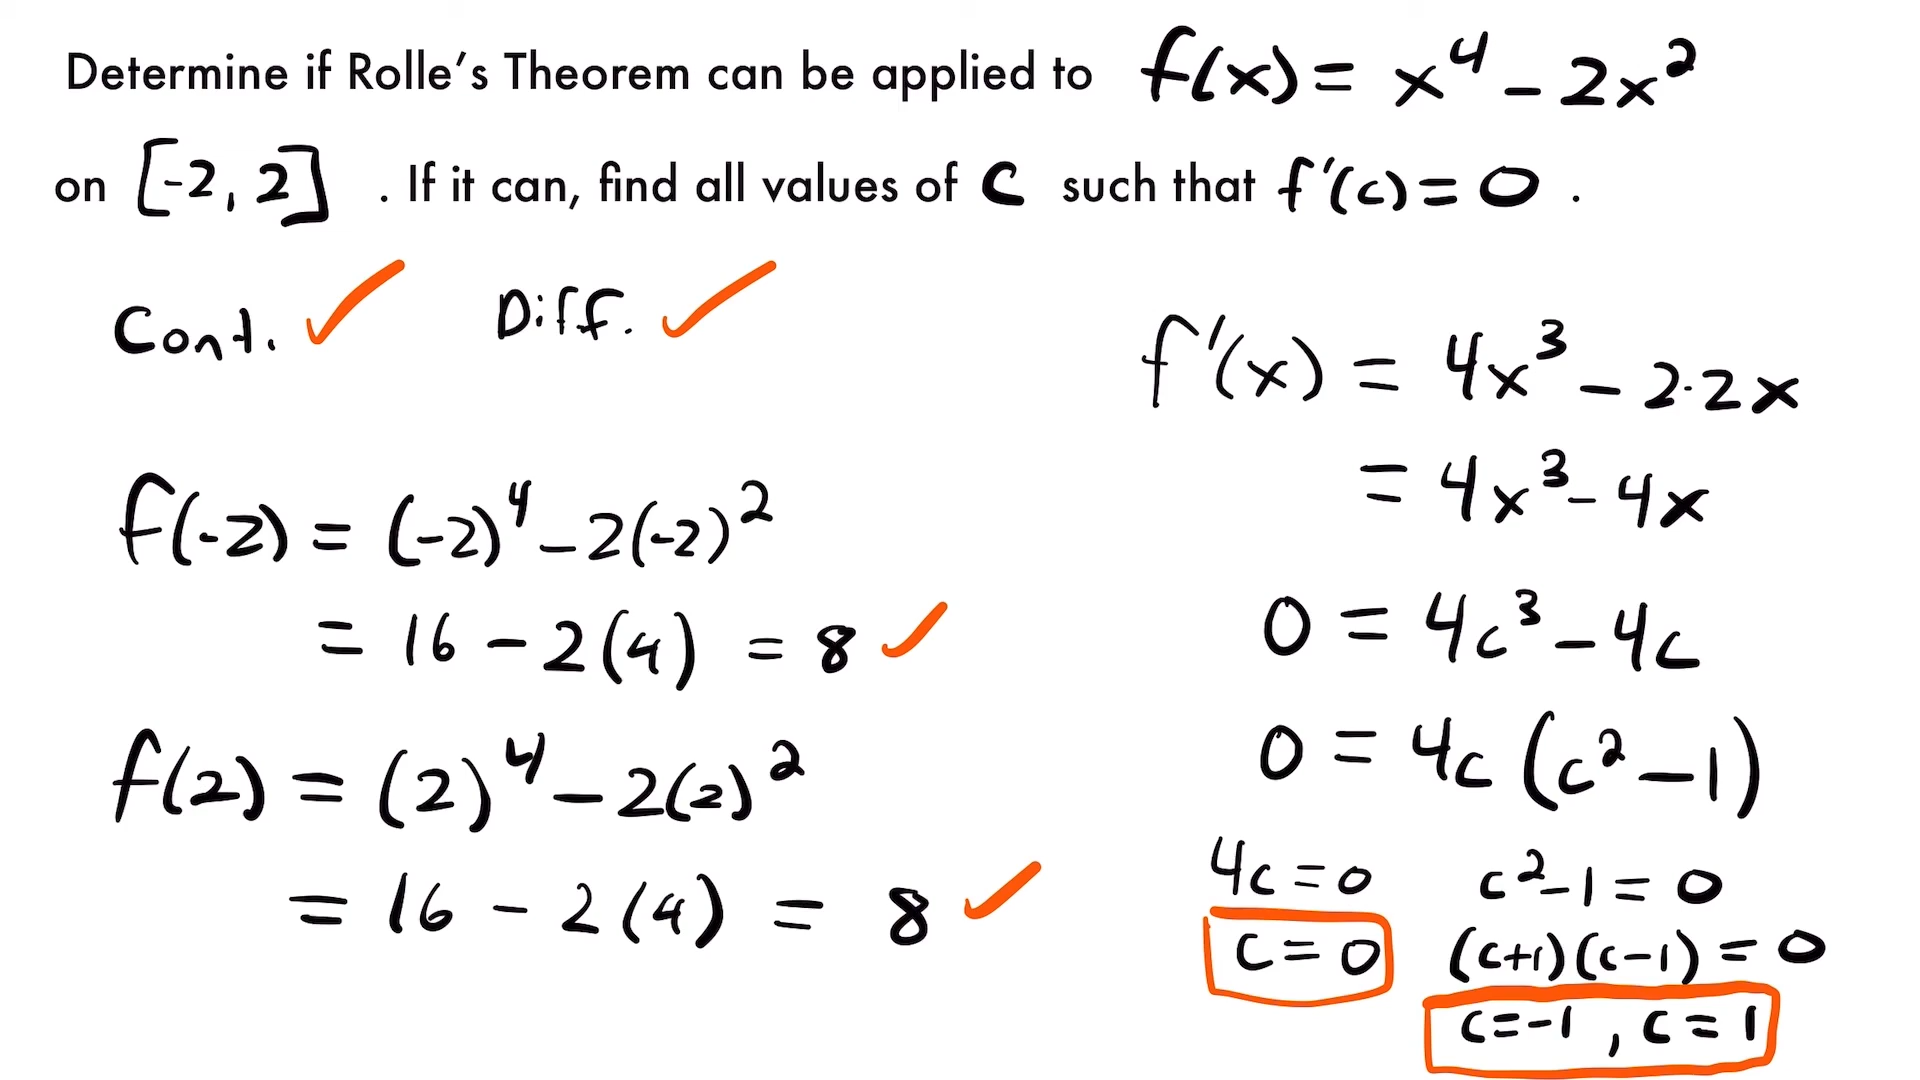 Determine if Rolle's Theorem can be applied to f(x) = x⁴ - 2x²
on [-2, 2] . If it can, find all values of c such that f'(c) = 0 .
Cont. ✓ Diff. ✓
f(-2) = (-2)⁴ - 2(-2)²
= 16 - 2(4) = 8 ✓
f(2) = (2)⁴ - 2(2)²
= 16 - 2(4) = 8 ✓
f'(x) = 4x³ - 2·2x
= 4x³ - 4x
0 = 4c³ - 4c
0 = 4c(c² - 1)
4c = 0
c = 0
c² - 1 = 0
(c+1)(c-1) = 0
c = -1 , c = 1